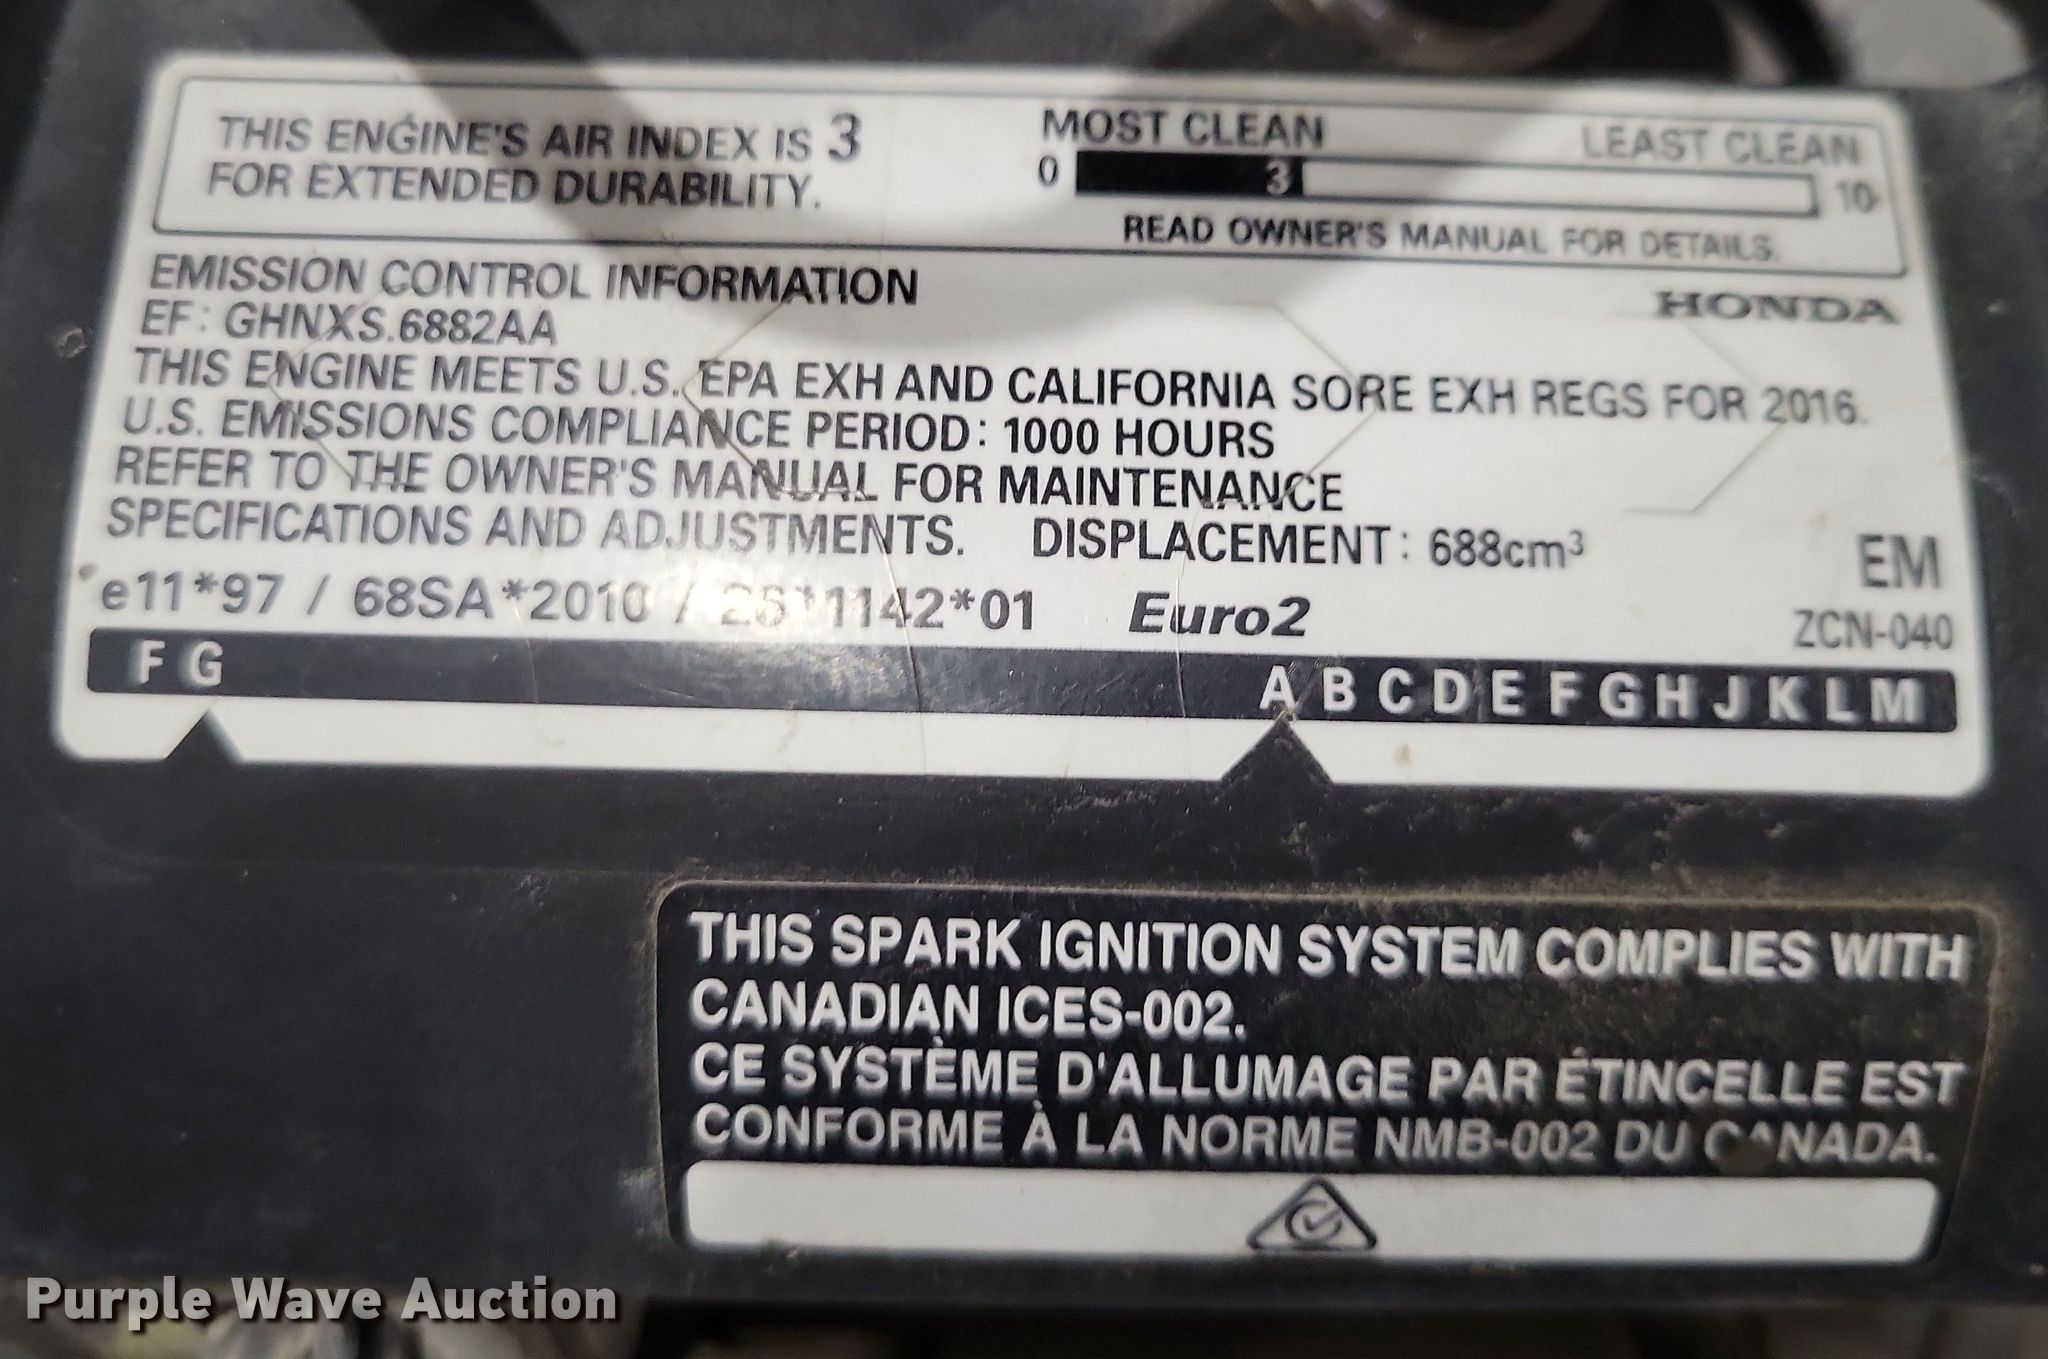 THIS ENGINE'S AIR INDEX IS 3
FOR EXTENDED DURABILITY.
MOST CLEAN LEAST CLEAN
0 3 10
READ OWNER'S MANUAL FOR DETAILS.
EMISSION CONTROL INFORMATION
HONDA
EF: GHNXS.6882AA
THIS ENGINE MEETS U.S. EPA EXH AND CALIFORNIA SORE EXH REGS FOR 2016.
U.S. EMISSIONS COMPLIANCE PERIOD: 1000 HOURS
REFER TO THE OWNER'S MANUAL FOR MAINTENANCE
SPECIFICATIONS AND ADJUSTMENTS. DISPLACEMENT: 688cm³
EM
e11*97 / 68SA*2010 / 26*1142*01 Euro2
ZCN-040
F G A B C D E F G H J K L M
THIS SPARK IGNITION SYSTEM COMPLIES WITH
CANADIAN ICES-002.
CE SYSTÈME D'ALLUMAGE PAR ÉTINCELLE EST
CONFORME À LA NORME NMB-002 DU CANADA.
Purple Wave Auction